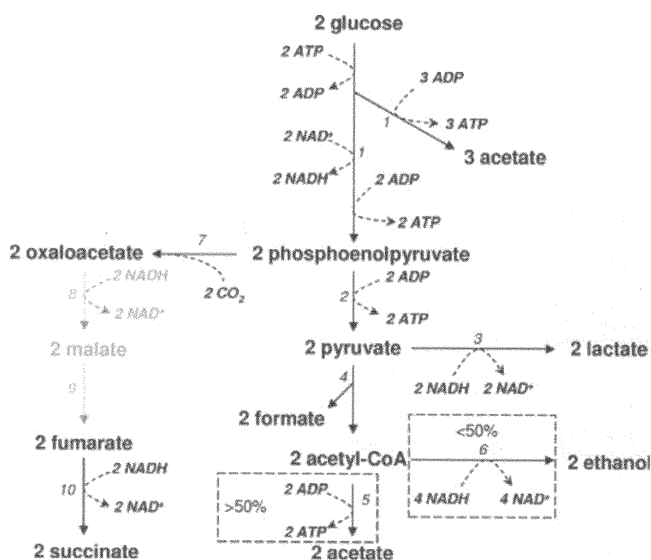 2 glucose
2 ATP
2 ADP
3 ADP
1
3 ATP
3 acetate
2 NAD+
1
2 NADH
2 ADP
2 ATP
2 oxaloacetate
7
2 phosphoenolpyruvate
2 CO2
2 NADH
8
2 NAD+
2 ADP
2
2 ATP
2 malate
2 pyruvate
3
2 lactate
2 NADH
2 NAD+
9
4
2 formate
2 fumarate
<50%
6
2 acetyl-CoA
2 ethanol
4 NADH
4 NAD+
2 NADH
10
2 NAD+
>50%
2 ADP
5
2 ATP
2 succinate
2 acetate